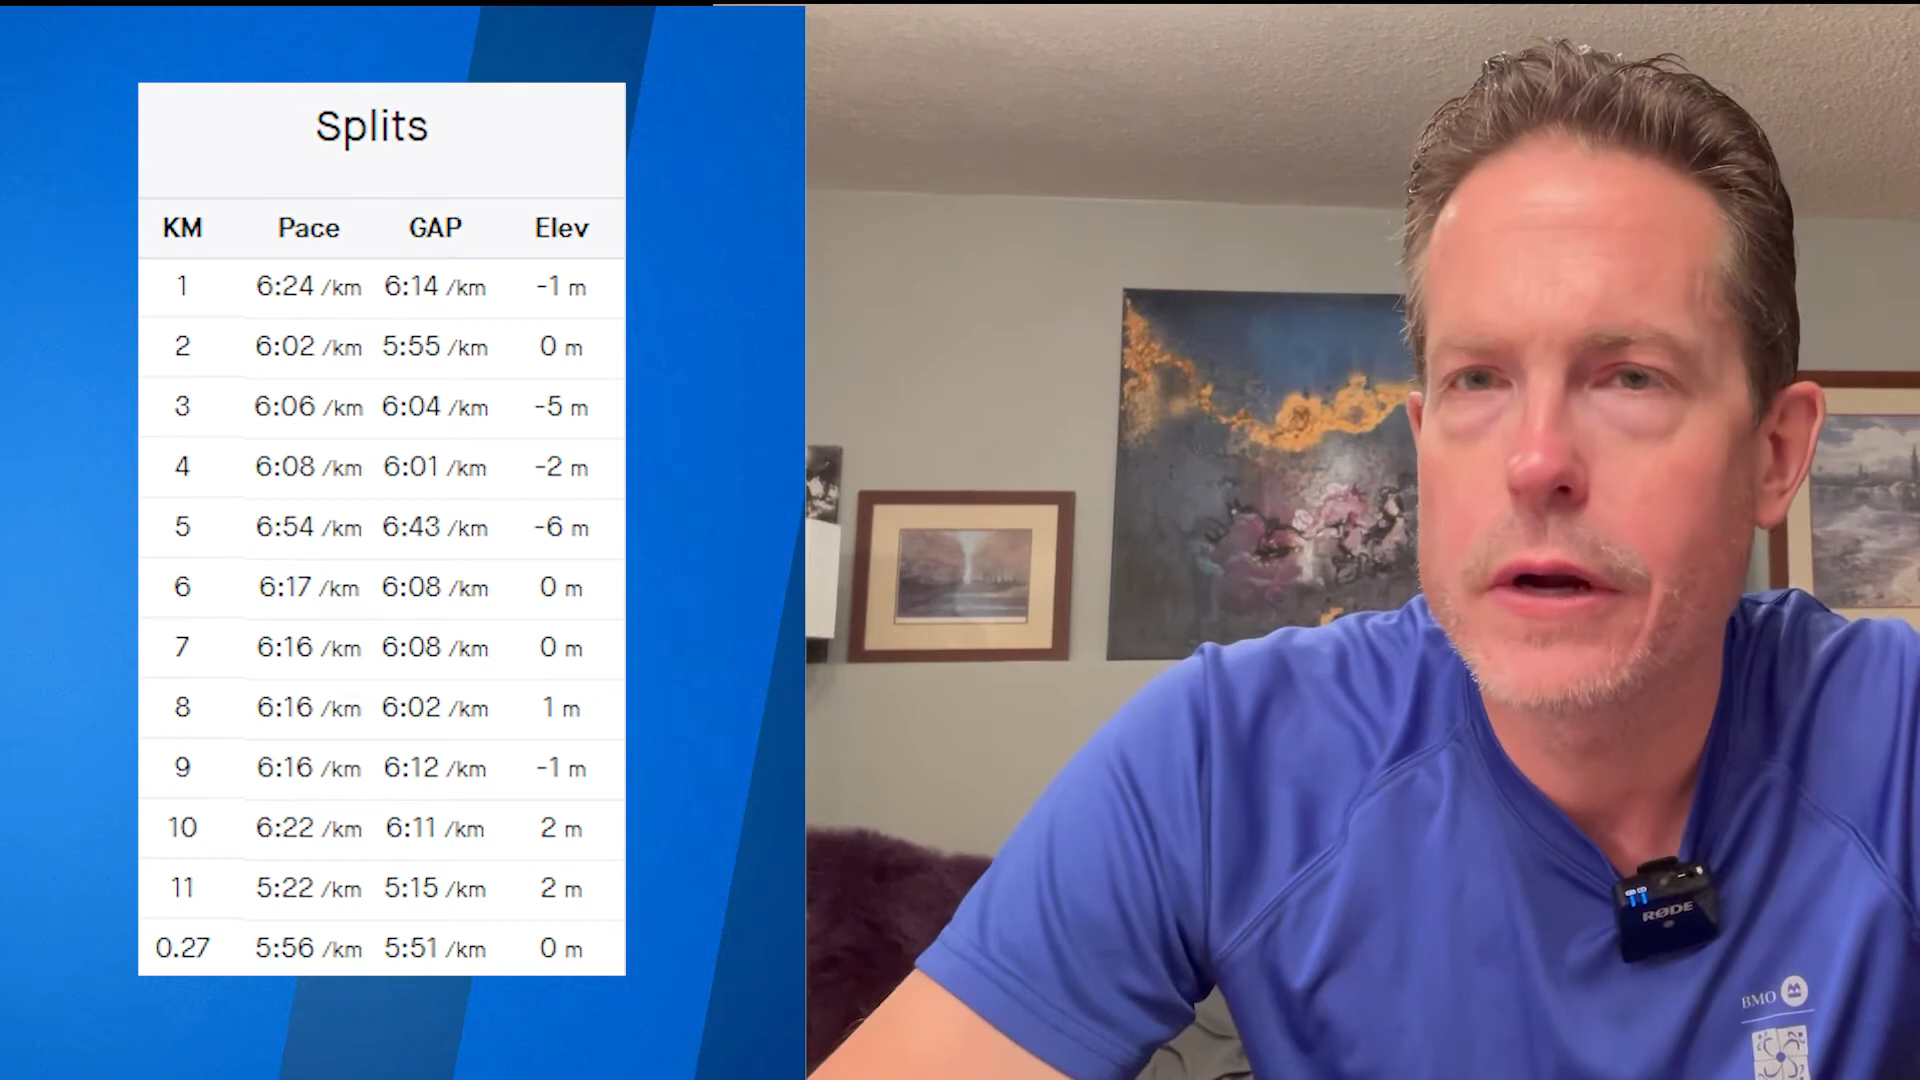 Splits
KM Pace GAP Elev
1 6:24 /km 6:14 /km -1 m
2 6:02 /km 5:55 /km 0 m
3 6:06 /km 6:04 /km -5 m
4 6:08 /km 6:01 /km -2 m
5 6:54 /km 6:43 /km -6 m
6 6:17 /km 6:08 /km 0 m
7 6:16 /km 6:08 /km 0 m
8 6:16 /km 6:02 /km 1 m
9 6:16 /km 6:12 /km -1 m
10 6:22 /km 6:11 /km 2 m
11 5:22 /km 5:15 /km 2 m
0.27 5:56 /km 5:51 /km 0 m
RØDE
BMO